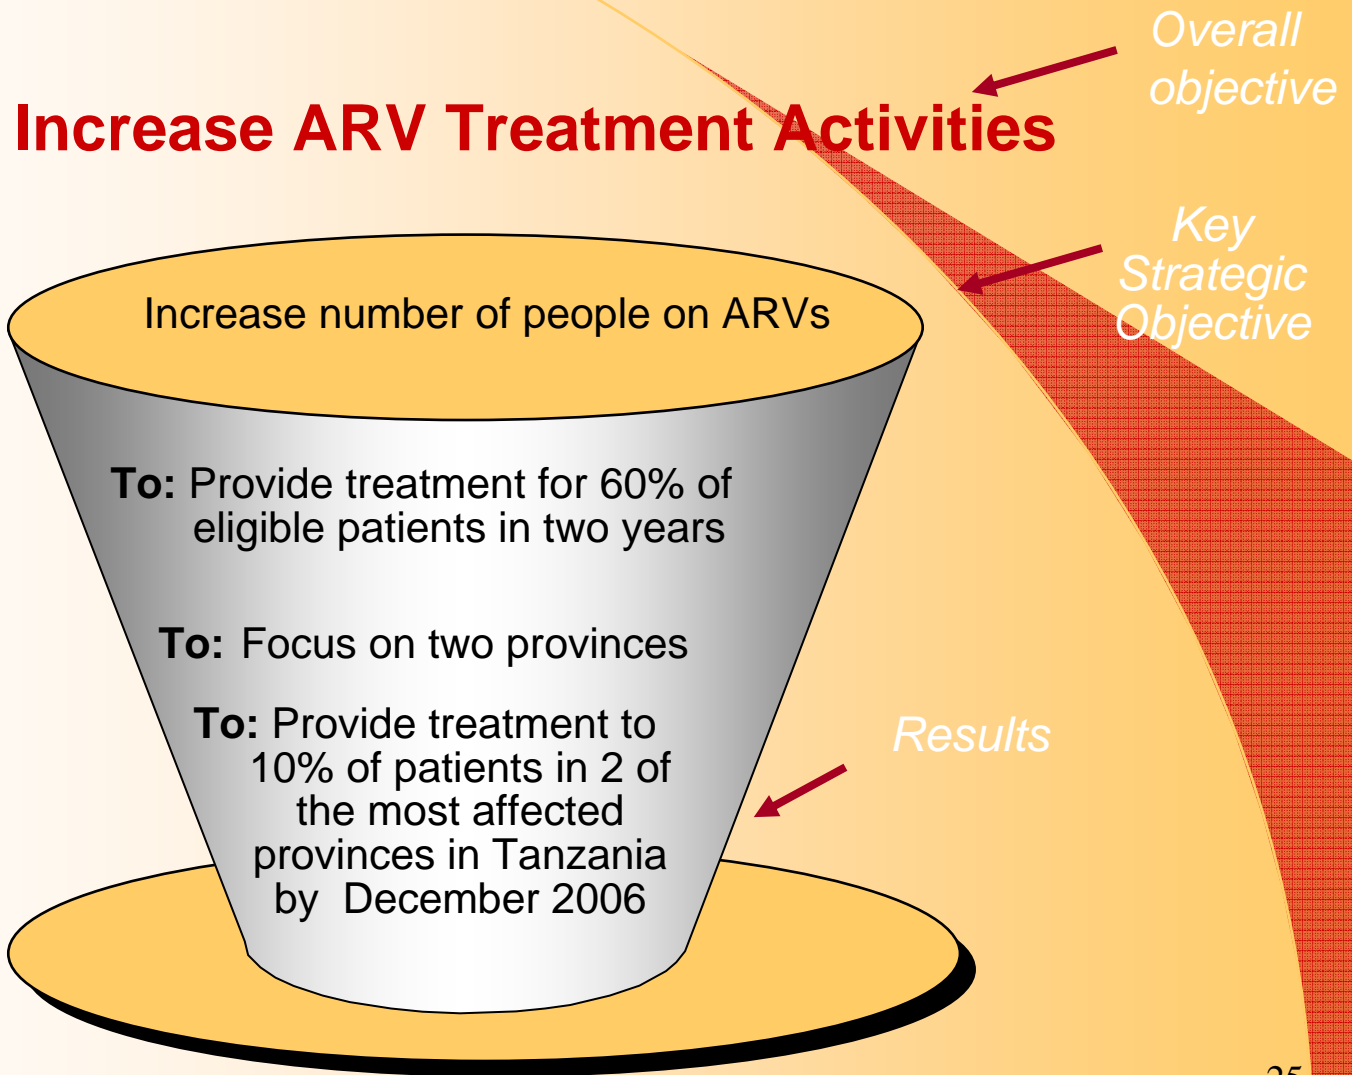 Overall
objective
Increase ARV Treatment Activities
Key
Strategic
Objective
Increase number of people on ARVs
To: Provide treatment for 60% of
eligible patients in two years
To: Focus on two provinces
To: Provide treatment to
10% of patients in 2 of
the most affected
provinces in Tanzania
by December 2006
Results
25